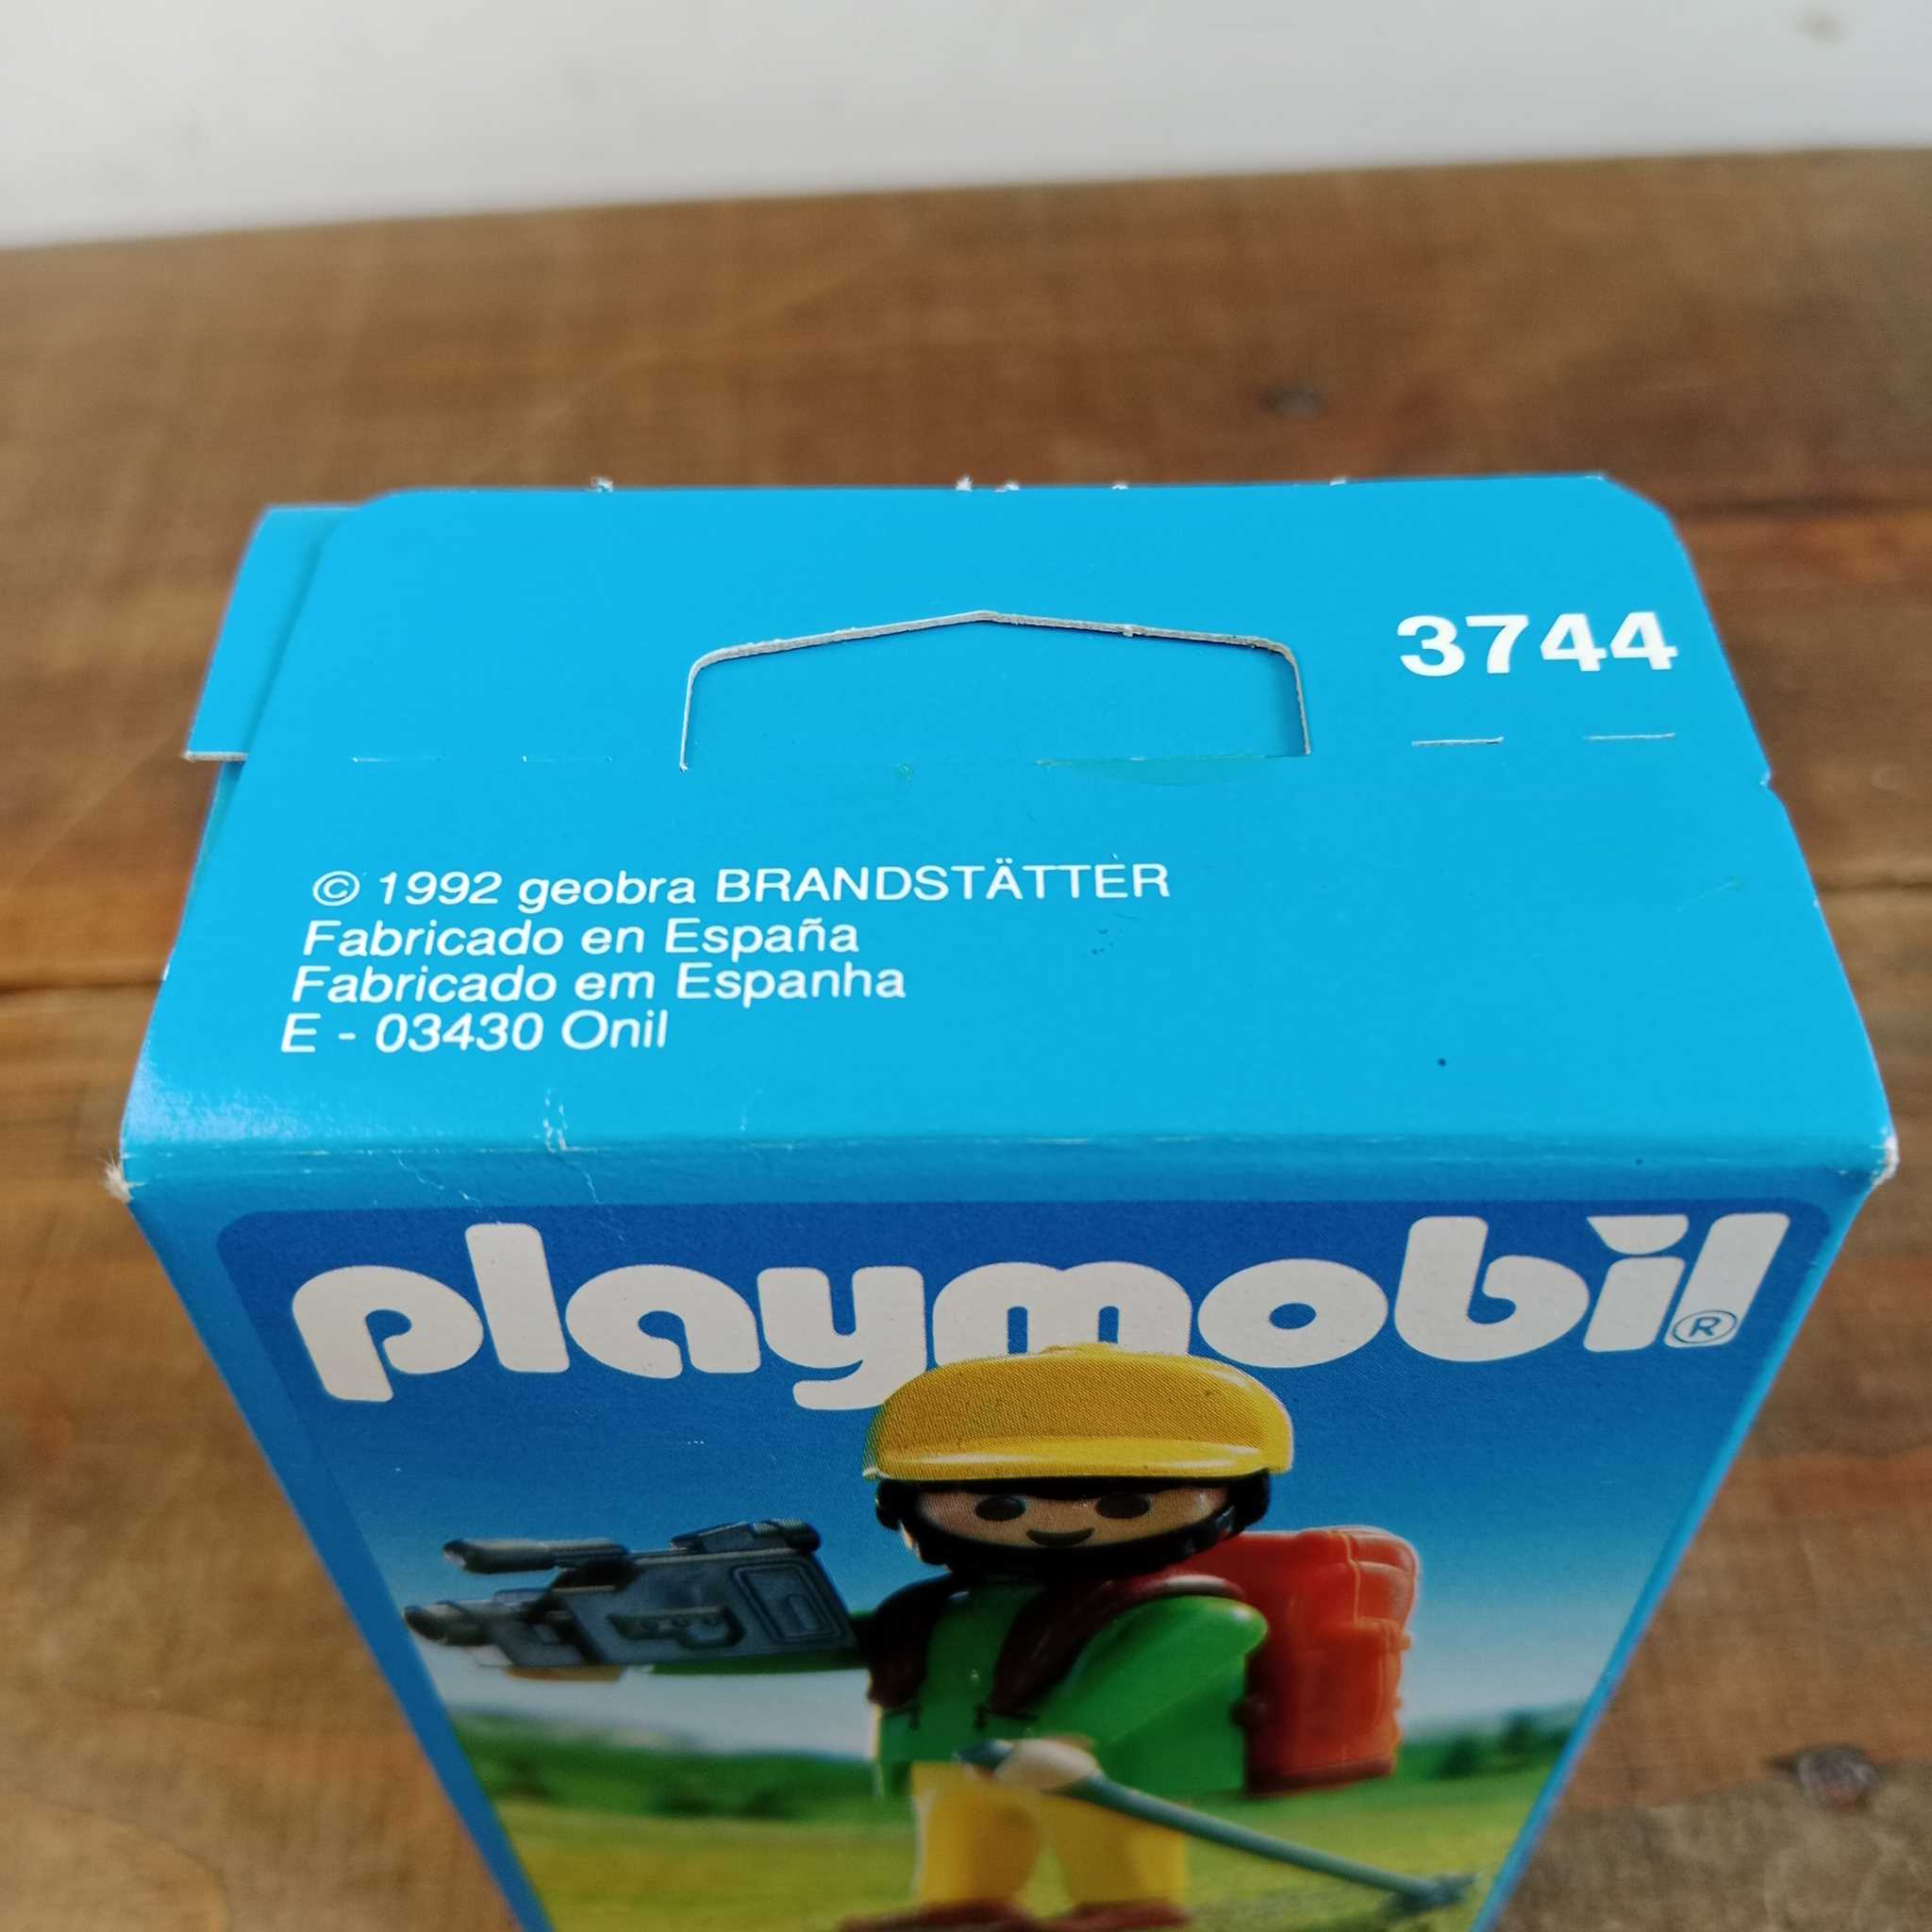 3744
© 1992 geobra BRANDSTÄTTER
Fabricado en España
Fabricado em Espanha
E - 03430 Onil
playmobil®